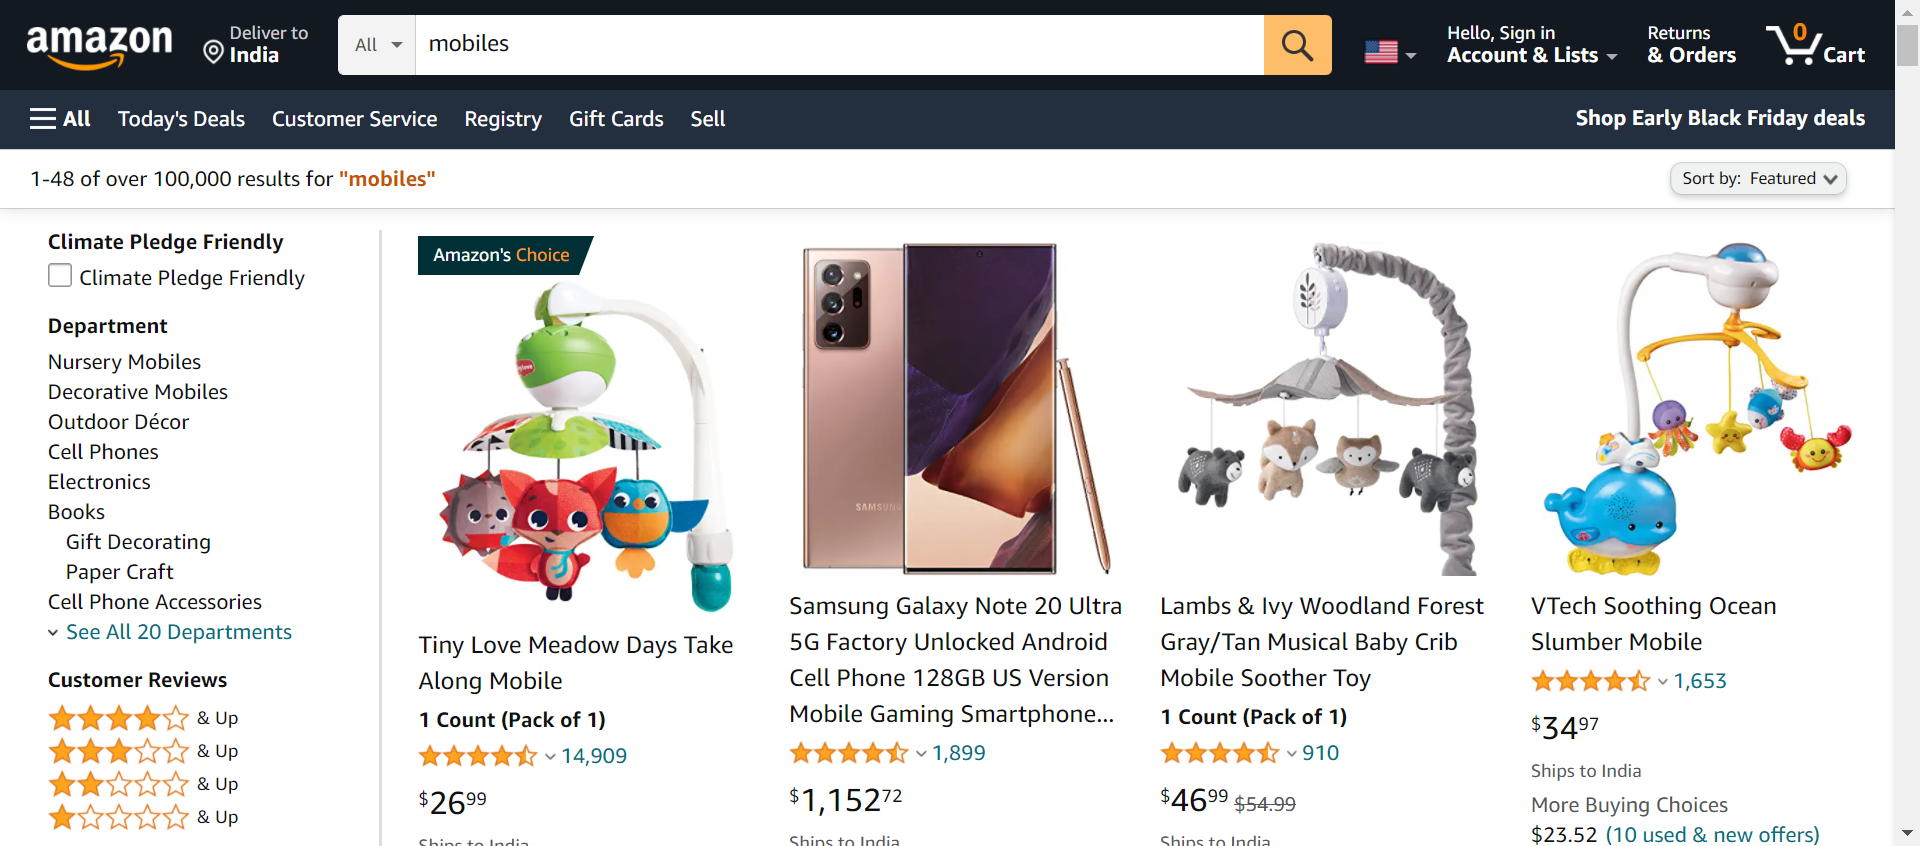 amazon
Deliver to
India
All
mobiles
Hello, Sign in
Account & Lists
Returns
& Orders
0
Cart
All
Today's Deals
Customer Service
Registry
Gift Cards
Sell
Shop Early Black Friday deals
1-48 of over 100,000 results for "mobiles"
Sort by: Featured
Climate Pledge Friendly
Climate Pledge Friendly
Department
Nursery Mobiles
Decorative Mobiles
Outdoor Décor
Cell Phones
Electronics
Books
Gift Decorating
Paper Craft
Cell Phone Accessories
See All 20 Departments
Customer Reviews
& Up
& Up
& Up
& Up
Amazon's Choice
Tiny Love Meadow Days Take
Along Mobile
1 Count (Pack of 1)
14,909
$26.99
Ships to India
SAMSUNG
Samsung Galaxy Note 20 Ultra
5G Factory Unlocked Android
Cell Phone 128GB US Version
Mobile Gaming Smartphone...
1,899
$1,152.72
Ships to India
Lambs & Ivy Woodland Forest
Gray/Tan Musical Baby Crib
Mobile Soother Toy
1 Count (Pack of 1)
910
$46.99 $54.99
Ships to India
VTech Soothing Ocean
Slumber Mobile
1,653
$34.97
Ships to India
More Buying Choices
$23.52 (10 used & new offers)